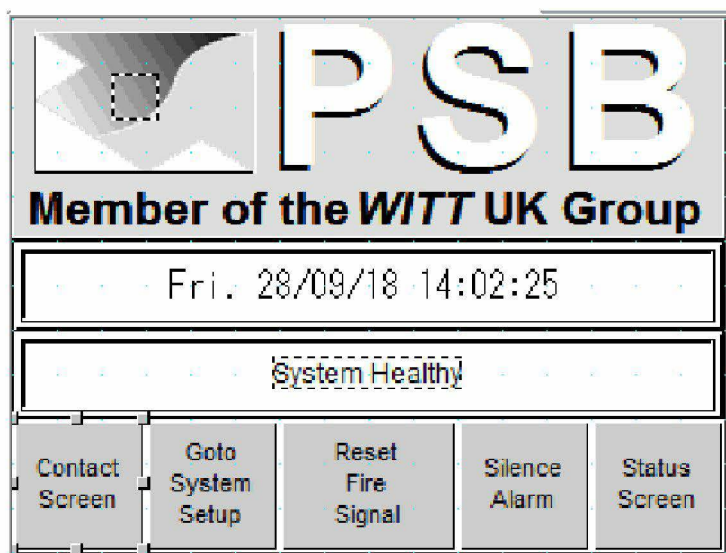 PSB
Member of the WITT UK Group
Fri. 28/09/18 14:02:25
System Healthy
Contact
Screen
Goto
System
Setup
Reset
Fire
Signal
Silence
Alarm
Status
Screen